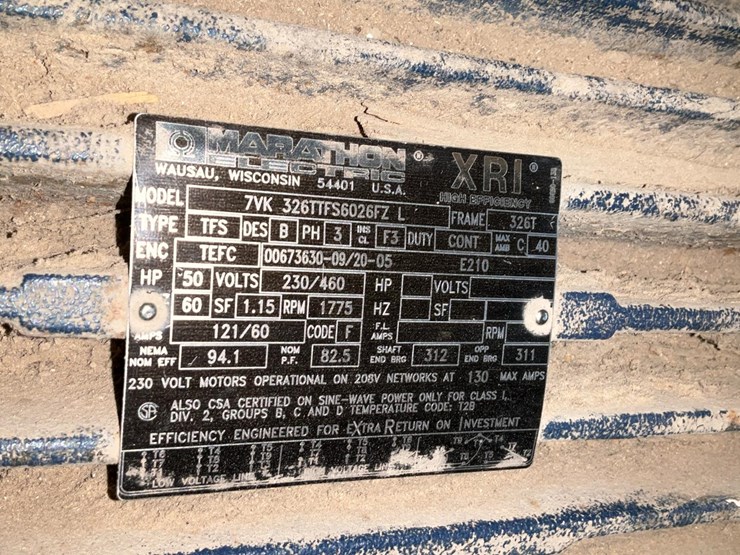 MARATHON ® XRI ®
ELECTRIC
WAUSAU, WISCONSIN 54401 U.S.A. HIGH EFFICIENCY
MODEL 7VK 326TTFS6026FZ L FRAME 326T
TYPE TFS DES B PH 3 INS CL F3 DUTY CONT MAX AMB °C 40
ENC TEFC 00673630-09/20-05 E210
HP 50 VOLTS 230/460 HP VOLTS
60 SF 1.15 RPM 1775 HZ SF
AMPS 121/60 CODE F F.L. AMPS RPM
NEMA NOM EFF 94.1 NOM P.F. 82.5 SHAFT END BRG 312 OPP END BRG 311
230 VOLT MOTORS OPERATIONAL ON 208V NETWORKS AT 130 MAX AMPS
ALSO CSA CERTIFIED ON SINE-WAVE POWER ONLY FOR CLASS I,
DIV. 2, GROUPS B, C AND D TEMPERATURE CODE: T2B
EFFICIENCY ENGINEERED FOR EXTRA RETURN ON INVESTMENT
LOW VOLTAGE LINE VOLTAGE